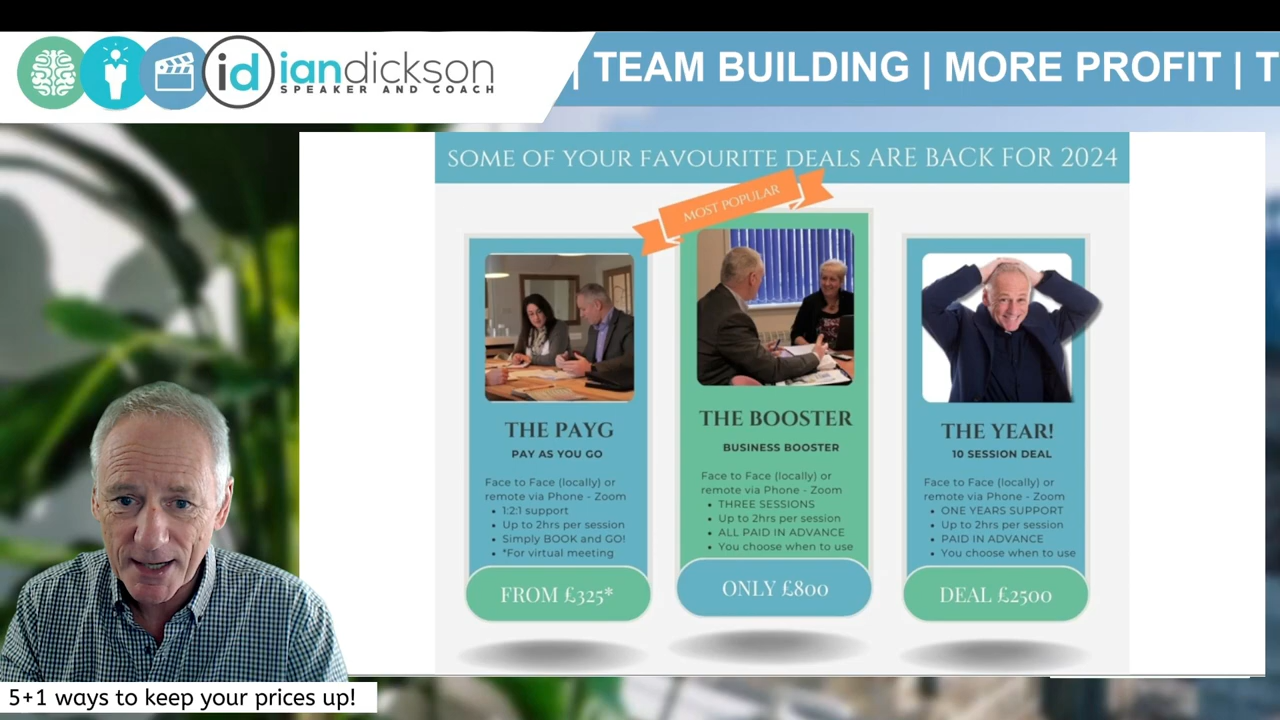 id iandickson
SPEAKER AND COACH
| TEAM BUILDING | MORE PROFIT | T
SOME OF YOUR FAVOURITE DEALS ARE BACK FOR 2024
MOST POPULAR
THE PAYG
PAY AS YOU GO
Face to Face (locally) or
remote via Phone - Zoom
• 1:2:1 support
• Up to 2hrs per session
• Simply BOOK and GO!
• *For virtual meeting
FROM £325*
THE BOOSTER
BUSINESS BOOSTER
Face to Face (locally) or
remote via Phone - Zoom
• THREE SESSIONS
• Up to 2hrs per session
• ALL PAID IN ADVANCE
• You choose when to use
ONLY £800
THE YEAR!
10 SESSION DEAL
Face to Face (locally) or
remote via Phone - Zoom
• ONE YEARS SUPPORT
• Up to 2hrs per session
• PAID IN ADVANCE
• You choose when to use
DEAL £2500
5+1 ways to keep your prices up!